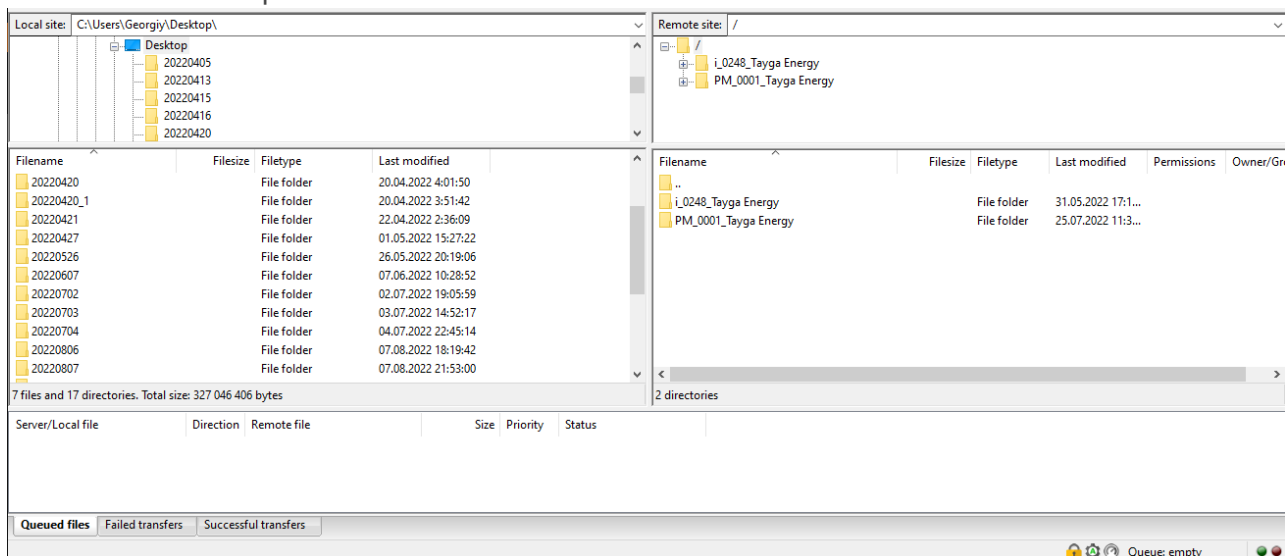 Local site: C:\Users\Georgiy\Desktop\
Desktop
20220405
20220413
20220415
20220416
20220420
Filename Filesize Filetype Last modified
20220420 File folder 20.04.2022 4:01:50
20220420_1 File folder 20.04.2022 3:51:42
20220421 File folder 22.04.2022 2:36:09
20220427 File folder 01.05.2022 15:27:22
20220526 File folder 26.05.2022 20:19:06
20220607 File folder 07.06.2022 10:28:52
20220702 File folder 02.07.2022 19:05:59
20220703 File folder 03.07.2022 14:52:17
20220704 File folder 04.07.2022 22:45:14
20220806 File folder 07.08.2022 18:19:42
20220807 File folder 07.08.2022 21:53:00
7 files and 17 directories. Total size: 327 046 406 bytes
Remote site: /
/
i_0248_Tayga Energy
PM_0001_Tayga Energy
Filename Filesize Filetype Last modified Permissions Owner/Gr
..
i_0248_Tayga Energy File folder 31.05.2022 17:1...
PM_0001_Tayga Energy File folder 25.07.2022 11:3...
2 directories
Server/Local file Direction Remote file Size Priority Status
Queued files Failed transfers Successful transfers
Queue: empty